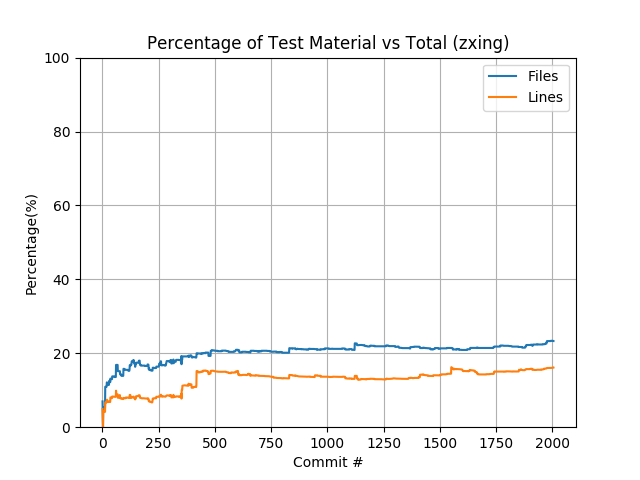 Percentage of Test Material vs Total (zxing)
Files
Lines
100
80
60
40
20
0
Percentage(%)
0 250 500 750 1000 1250 1500 1750 2000
Commit #